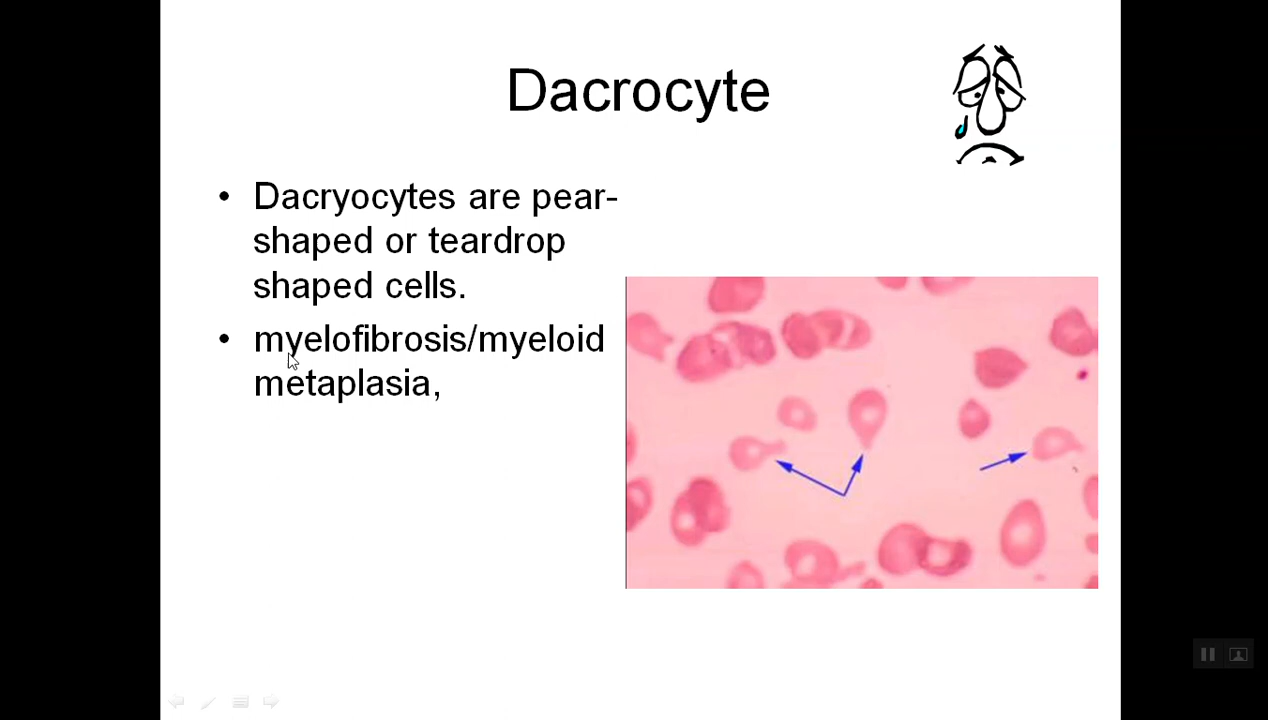 Dacrocyte
• Dacryocytes are pear-
shaped or teardrop
shaped cells.
• myelofibrosis/myeloid
metaplasia,